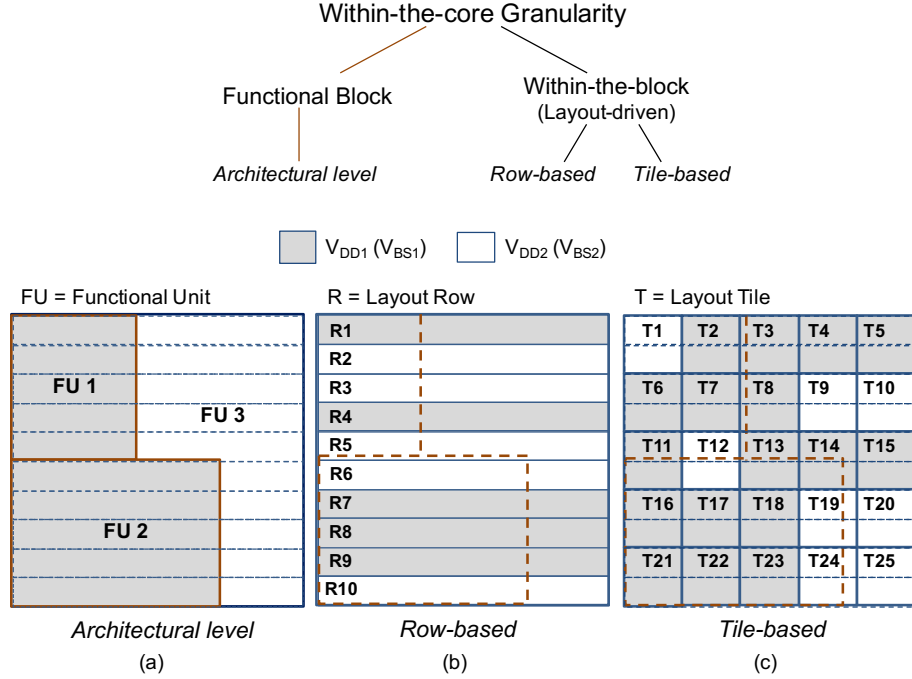 Within-the-core Granularity
Functional Block
Within-the-block
(Layout-driven)
Architectural level
Row-based
Tile-based
VDD1 (VBS1)
VDD2 (VBS2)
FU = Functional Unit
R = Layout Row
T = Layout Tile
FU 1
FU 3
FU 2
R1
R2
R3
R4
R5
R6
R7
R8
R9
R10
T1 T2 T3 T4 T5
T6 T7 T8 T9 T10
T11 T12 T13 T14 T15
T16 T17 T18 T19 T20
T21 T22 T23 T24 T25
Architectural level
Row-based
Tile-based
(a)
(b)
(c)